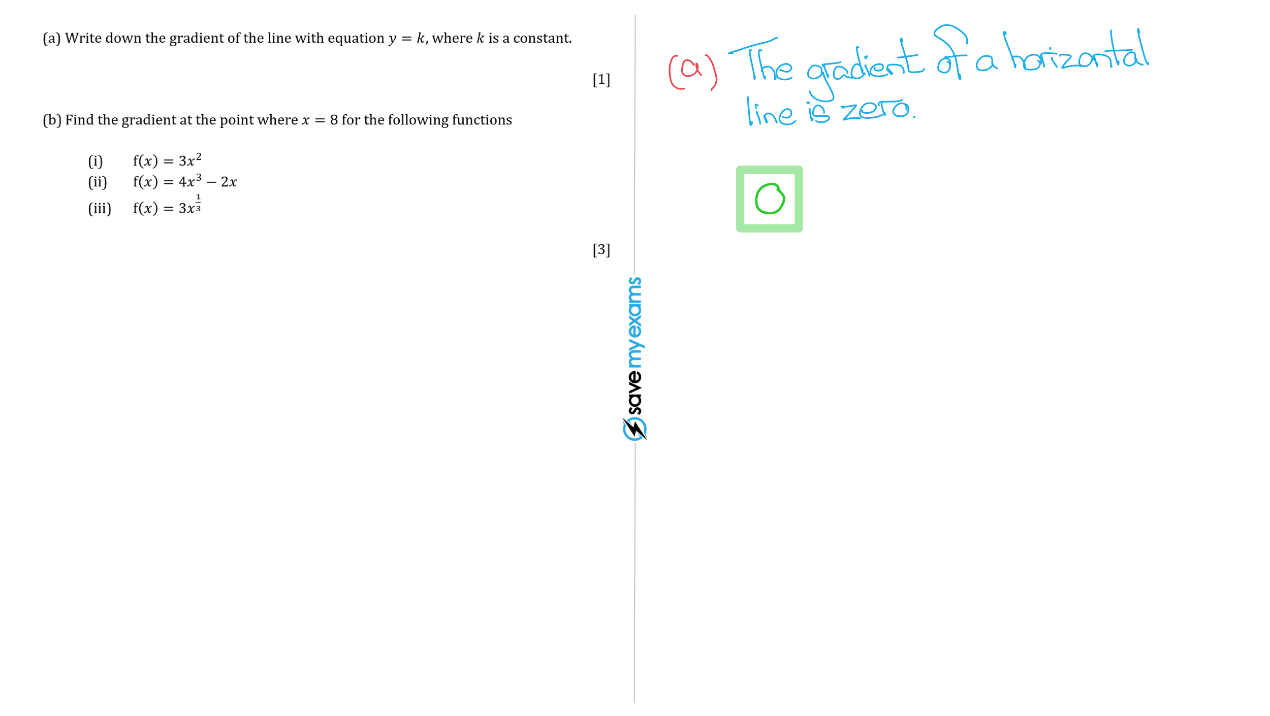 (a) Write down the gradient of the line with equation y = k, where k is a constant.
[1]
(b) Find the gradient at the point where x = 8 for the following functions
(i) f(x) = 3x²
(ii) f(x) = 4x³ − 2x
(iii) f(x) = 3x^(1/3)
[3]
save my exams
(a) The gradient of a horizontal
line is zero.
0